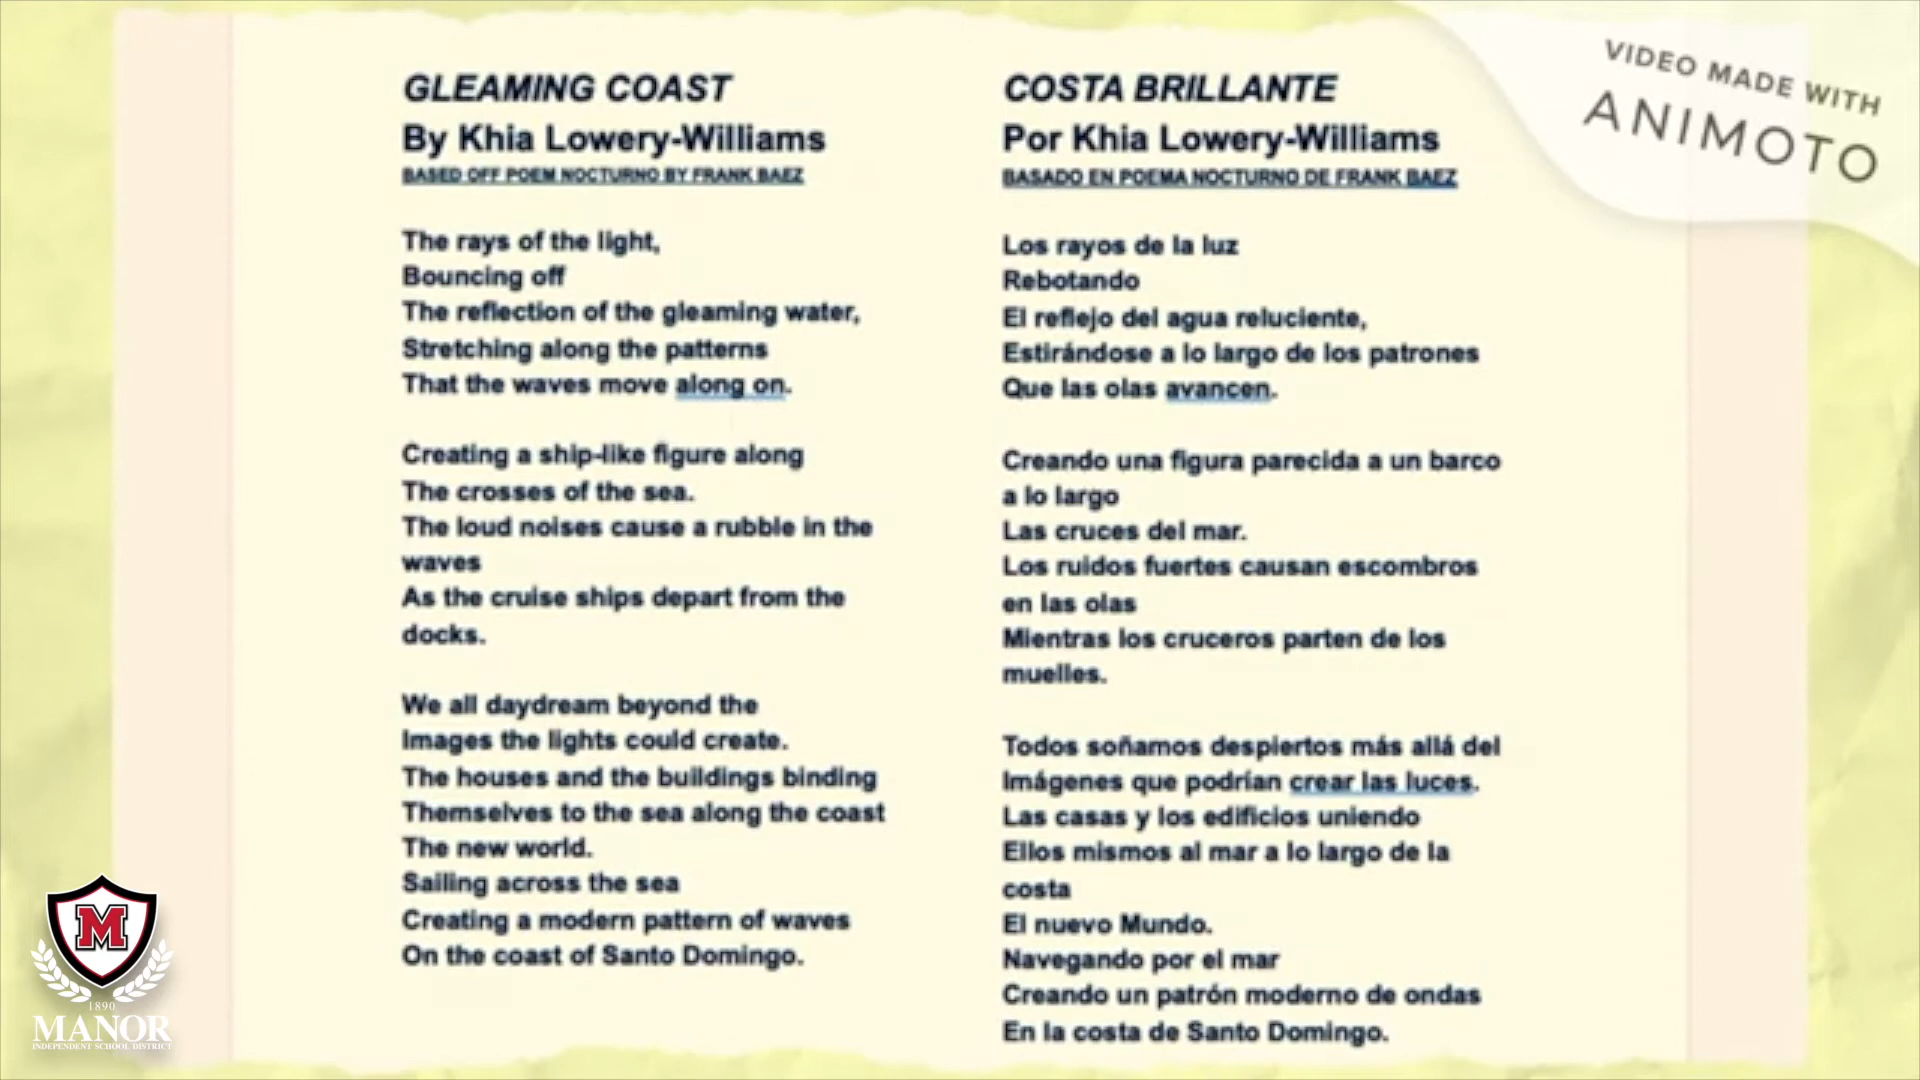 GLEAMING COAST
By Khia Lowery-Williams
BASED OFF POEM NOCTURNO BY FRANK BAEZ
The rays of the light,
Bouncing off
The reflection of the gleaming water,
Stretching along the patterns
That the waves move along on.
Creating a ship-like figure along
The crosses of the sea.
The loud noises cause a rubble in the
waves
As the cruise ships depart from the
docks.
We all daydream beyond the
Images the lights could create.
The houses and the buildings binding
Themselves to the sea along the coast
The new world.
Sailing across the sea
Creating a modern pattern of waves
On the coast of Santo Domingo.
COSTA BRILLANTE
Por Khia Lowery-Williams
BASADO EN POEMA NOCTURNO DE FRANK BAEZ
Los rayos de la luz
Rebotando
El reflejo del agua reluciente,
Estirándose a lo largo de los patrones
Que las olas avancen.
Creando una figura parecida a un barco
a lo largo
Las cruces del mar.
Los ruidos fuertes causan escombros
en las olas
Mientras los cruceros parten de los
muelles.
Todos soñamos despiertos más allá del
Imágenes que podrían crear las luces.
Las casas y los edificios uniendo
Ellos mismos al mar a lo largo de la
costa
El nuevo Mundo.
Navegando por el mar
Creando un patrón moderno de ondas
En la costa de Santo Domingo.
VIDEO MADE WITH
ANIMOTO
M
1890
MANOR
INDEPENDENT SCHOOL DISTRICT